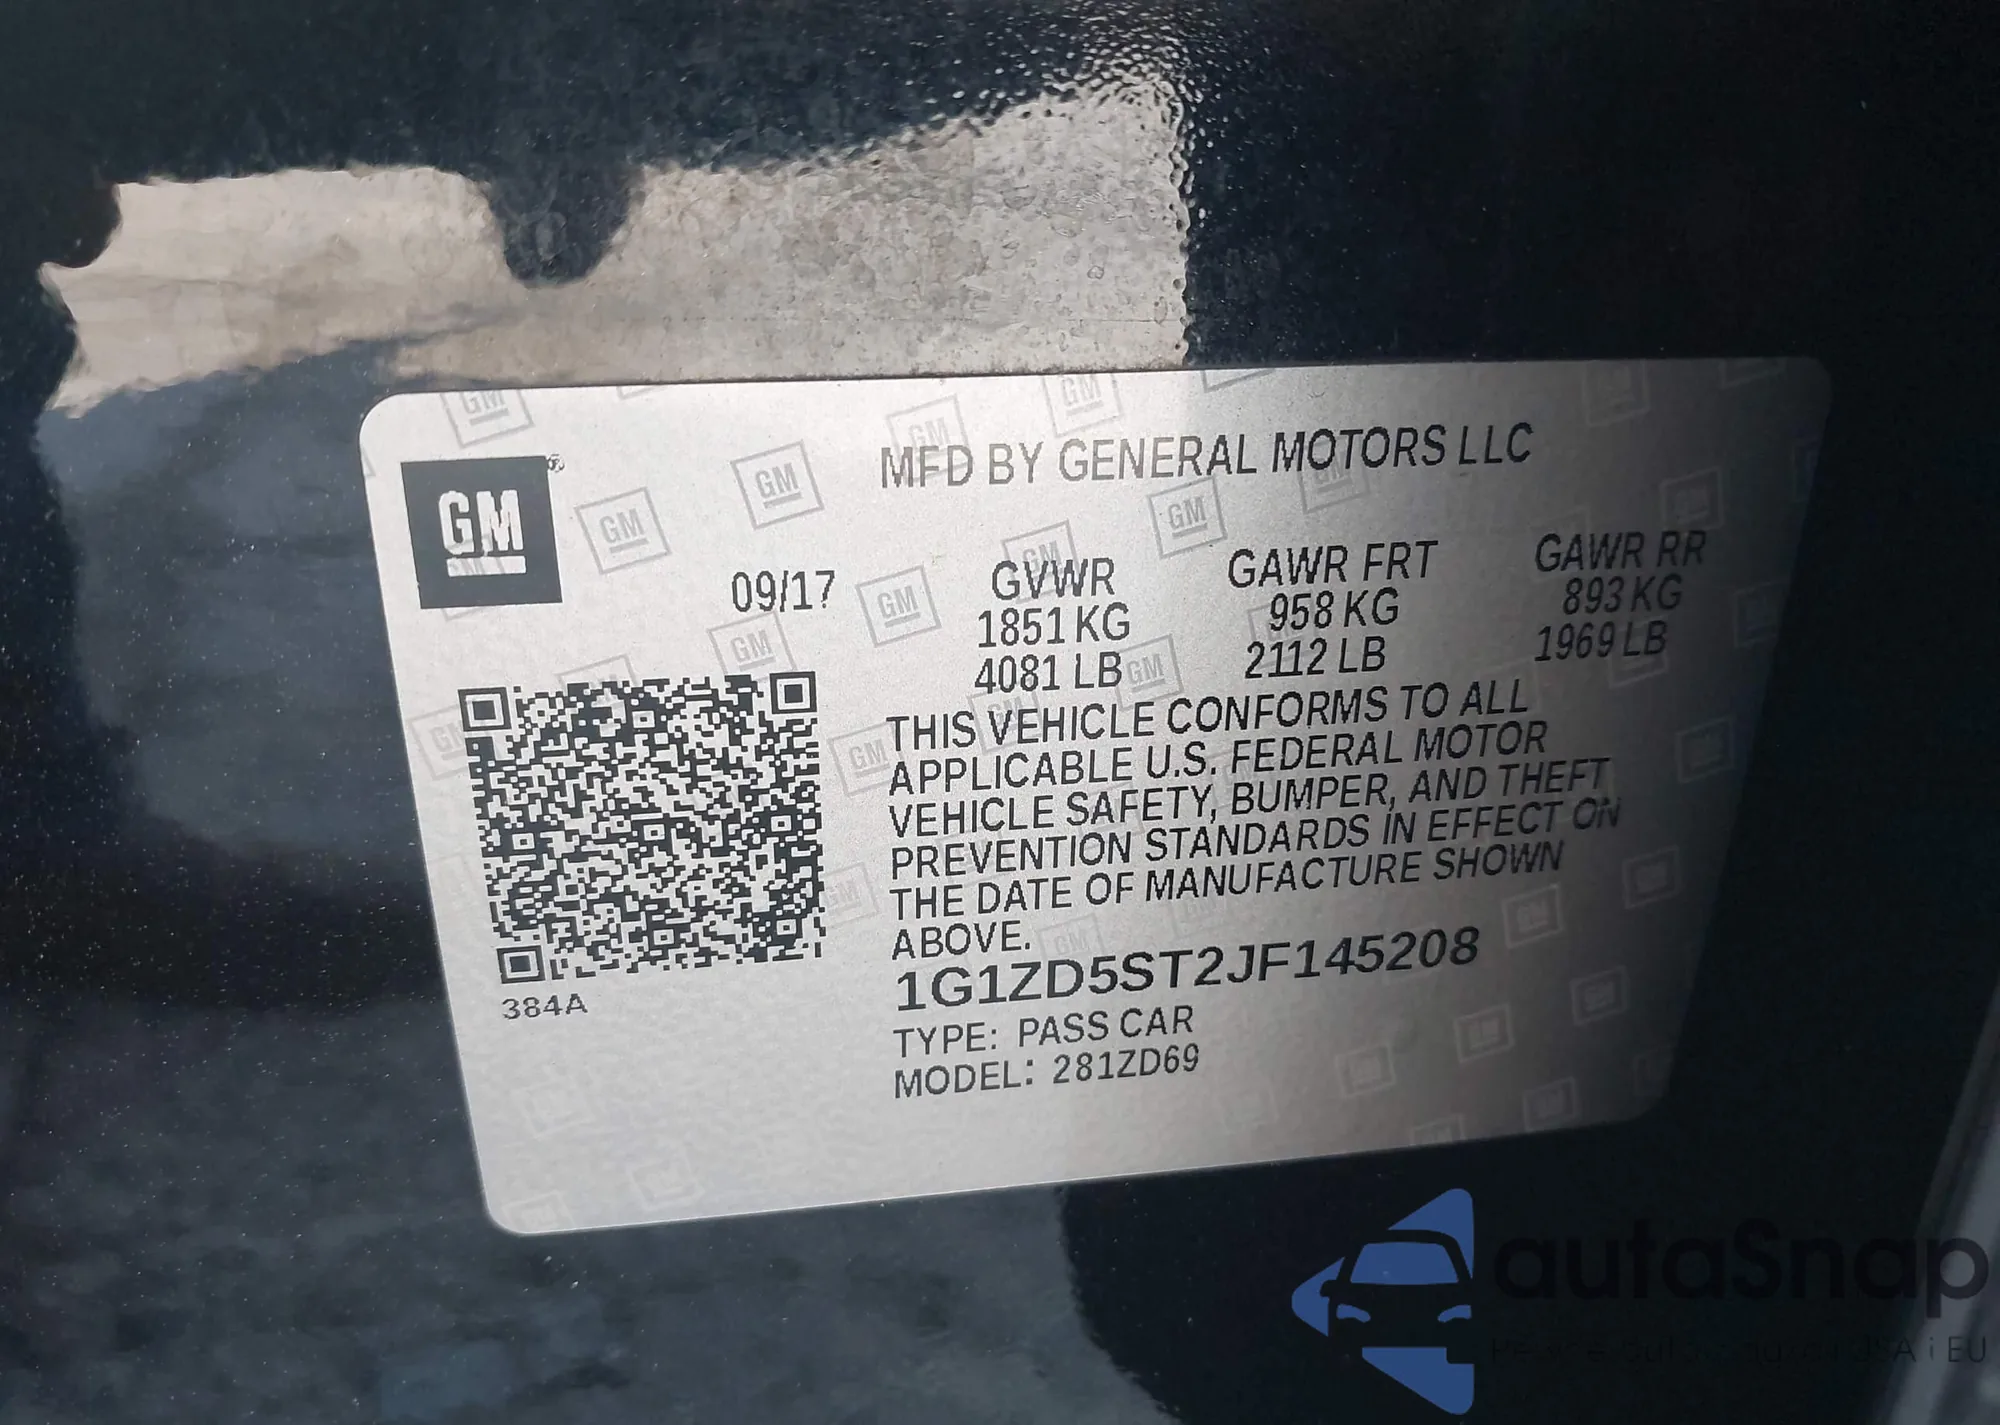 MFD BY GENERAL MOTORS LLC
GM®
09/17
GVWR GAWR FRT GAWR RR
1851 KG 958 KG 893 KG
4081 LB 2112 LB 1969 LB
THIS VEHICLE CONFORMS TO ALL
APPLICABLE U.S. FEDERAL MOTOR
VEHICLE SAFETY, BUMPER, AND THEFT
PREVENTION STANDARDS IN EFFECT ON
THE DATE OF MANUFACTURE SHOWN
ABOVE.
1G1ZD5ST2JF145208
384A
TYPE: PASS CAR
MODEL: 281ZD69
autaSnap
USA i EU